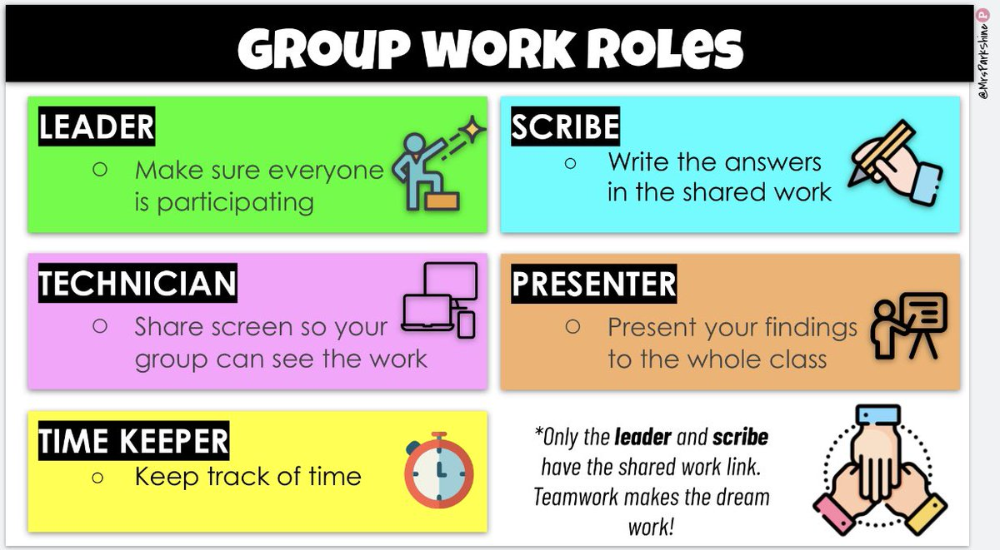 GROUP WORK ROLES
@MrsParkshine
LEADER
○ Make sure everyone
is participating
SCRIBE
○ Write the answers
in the shared work
TECHNICIAN
○ Share screen so your
group can see the work
PRESENTER
○ Present your findings
to the whole class
TIME KEEPER
○ Keep track of time
*Only the leader and scribe
have the shared work link.
Teamwork makes the dream
work!